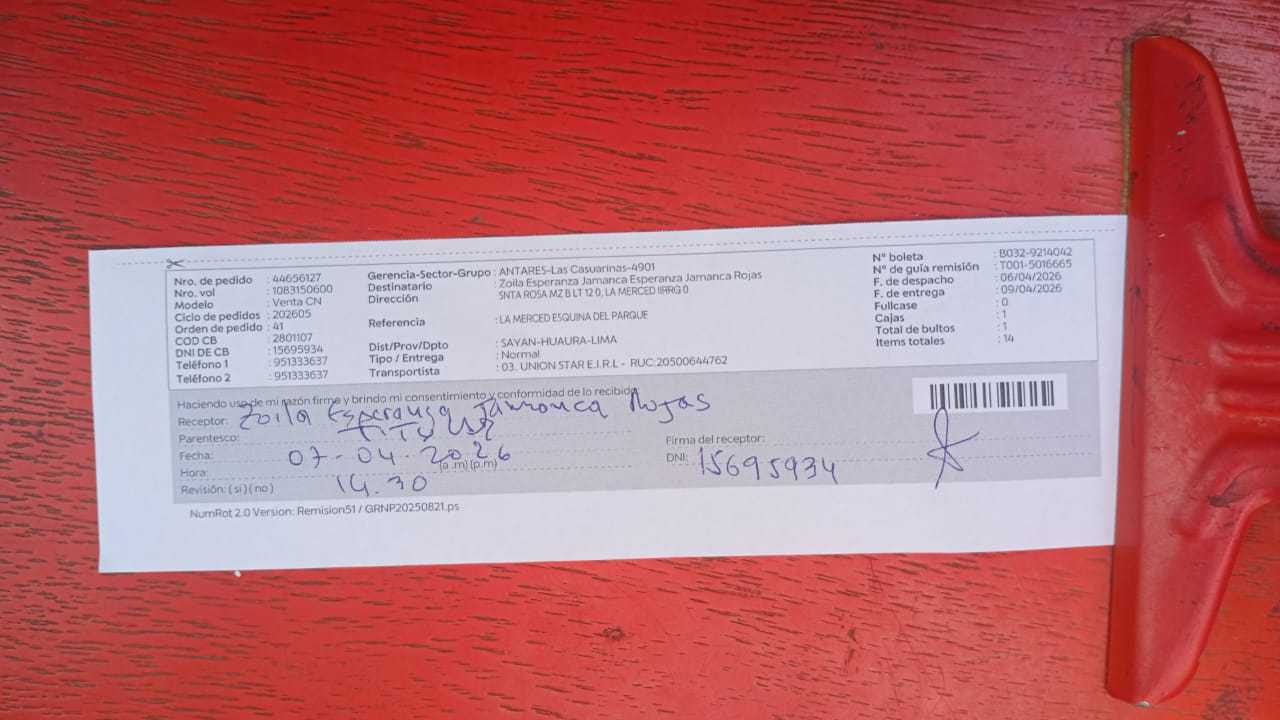 Nro. de pedido : 44656127
Nro. vol : 1083150600
Modelo : Venta CN
Ciclo de pedidos : 202605
Orden de pedido : 41
COD CB : 2801107
DNI DE CB : 15695934
Teléfono 1 : 951333637
Teléfono 2 : 951333637
Gerencia-Sector-Grupo : ANTARES-Las Casuarinas-4901
Destinatario : Zoila Esperanza Jamanca Esperanza Jamanca Rojas
Dirección : SNTA ROSA MZ B LT 12 0, LA MERCED IIRRG 0
Referencia : LA MERCED ESQUINA DEL PARQUE
Dist/Prov/Dpto : SAYAN-HUAURA-LIMA
Tipo / Entrega : Normal
Transportista : 03. UNION STAR E.I.R.L - RUC:20500644762
N° boleta : B032-9214042
N° de guía remisión : T001-5016665
F. de despacho : 06/04/2026
F. de entrega : 09/04/2026
Fullcase : 0
Cajas : 1
Total de bultos : 1
Items totales : 14
Haciendo uso de mi razón firme y brindo mi consentimiento y conformidad de lo recibido
Receptor: Zoila Esperanza Jamanca Rojas
Parentesco: TITULAR
Fecha: 07-04-2026
Hora: 14.30 (a.m) (p.m)
Revisión: ( si ) ( no )
Firma del receptor:
DNI: 15695934
NumRot 2.0 Version: Remision51 / GRNP20250821.ps